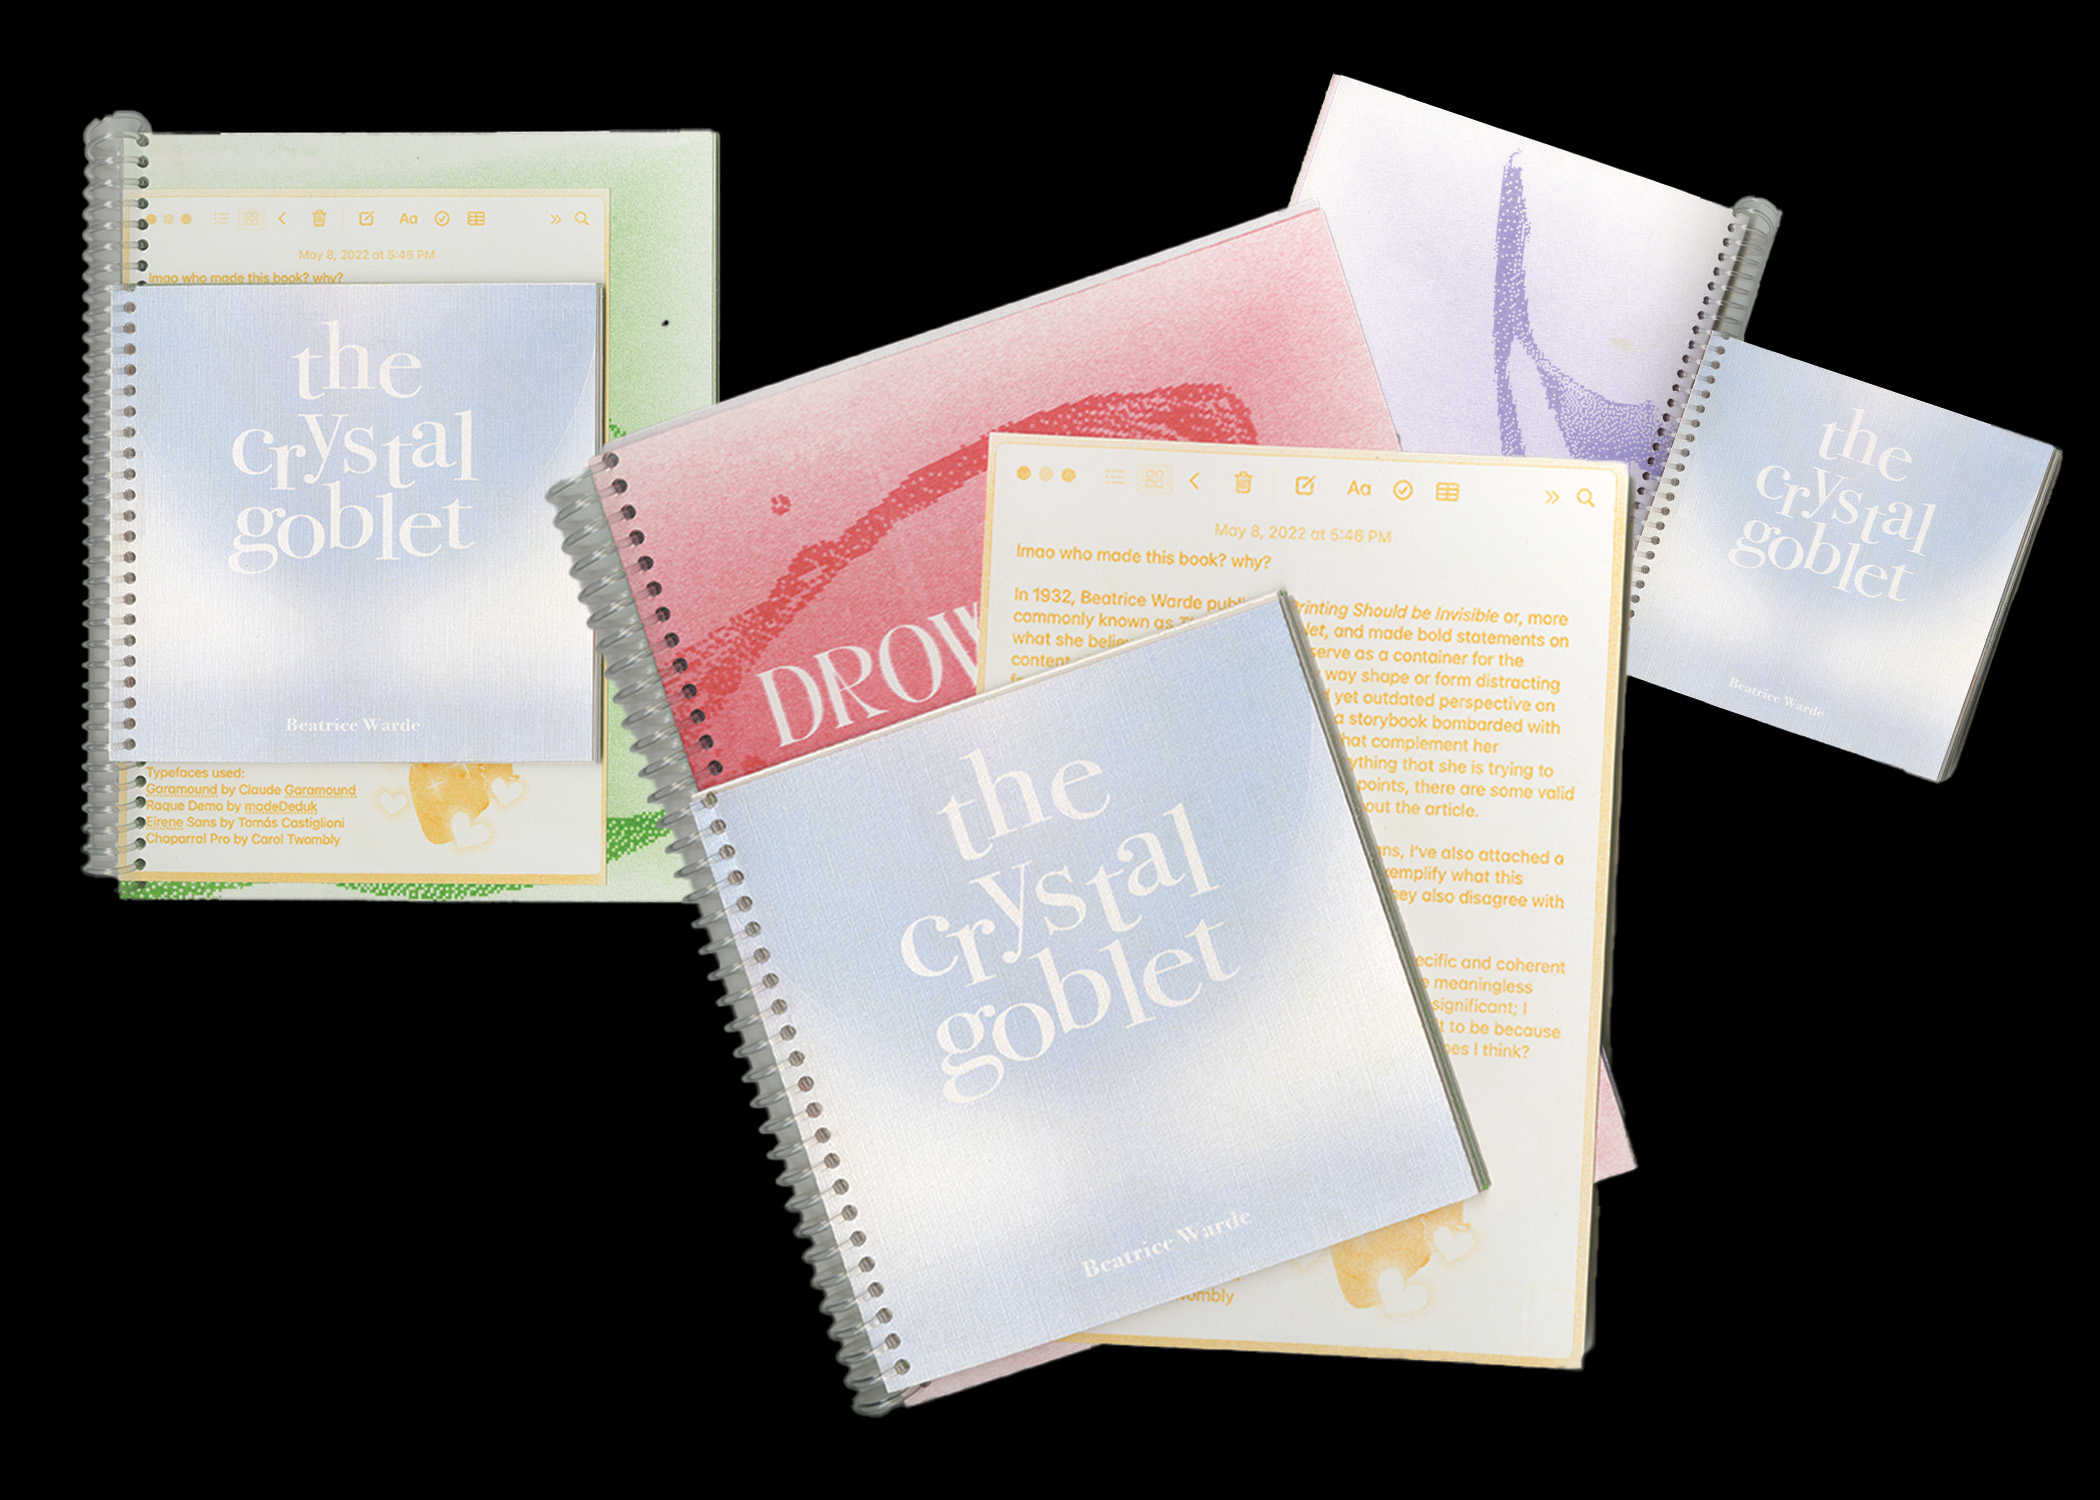 Aa
May 8, 2022 at 5:46 PM
lmao who made this book? why?
the
crystal
goblet
Beatrice Warde
Typefaces used:
Garamound by Claude Garamound
Raque Demo by madeDeduk
Eirene Sans by Tomás Castiglioni
Chaparral Pro by Carol Twombly
DROW
Aa
May 8, 2022 at 5:46 PM
lmao who made this book? why?
In 1932, Beatrice Warde publi rinting Should be Invisible or, more
commonly known as let, and made bold statements on
what she belie serve as a container for the
content way shape or form distracting
yet outdated perspective on
a storybook bombarded with
hat complement her
ything that she is trying to
points, there are some valid
out the article.
ns, I've also attached a
emplify what this
ey also disagree with
ecific and coherent
meaningless
significant; I
t to be because
es I think?
the
crystal
goblet
Beatrice Warde
ombly
the
crystal
goblet
Beatrice Warde